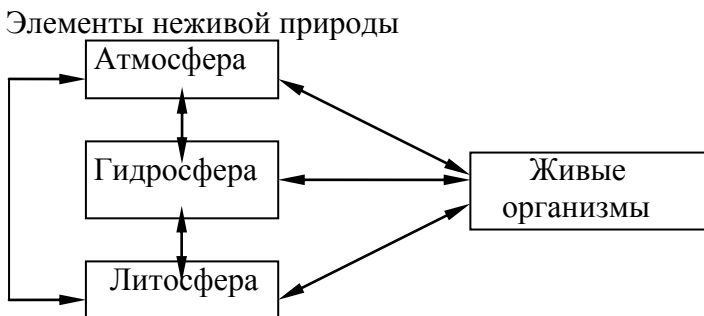 Элементы неживой природы
Атмосфера
Гидросфера
Живые
организмы
Литосфера